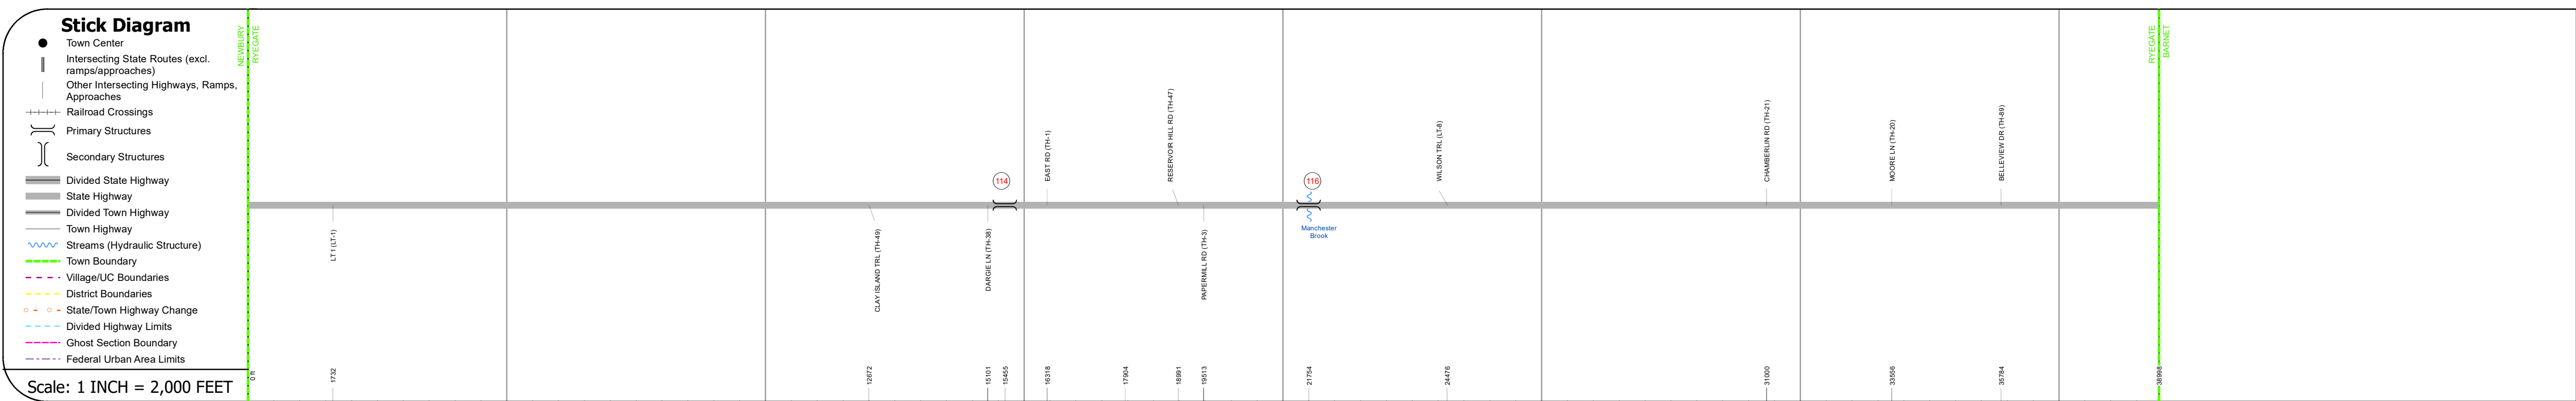 Stick Diagram
Town Center
Intersecting State Routes (excl.
ramps/approaches)
Other Intersecting Highways, Ramps,
Approaches
Railroad Crossings
Primary Structures
Secondary Structures
Divided State Highway
State Highway
Divided Town Highway
Town Highway
Streams (Hydraulic Structure)
Town Boundary
Village/UC Boundaries
District Boundaries
State/Town Highway Change
Divided Highway Limits
Ghost Section Boundary
Federal Urban Area Limits
Scale: 1 INCH = 2,000 FEET
NEWBURY
RYEGATE
LT 1 (LT-1)
CLAY ISLAND TRL (TH-49)
DARGIE LN (TH-38)
114
EAST RD (TH-1)
RESERVOIR HILL RD (TH-47)
PAPERMILL RD (TH-3)
116
Manchester
Brook
WILSON TRL (LT-8)
CHAMBERLIN RD (TH-21)
MOORE LN (TH-20)
BELLEVIEW DR (TH-89)
RYEGATE
BARNET
0 ft
1732
12672
15101
15455
16318
17904
18991
19513
21754
24476
31000
33556
35784
38998